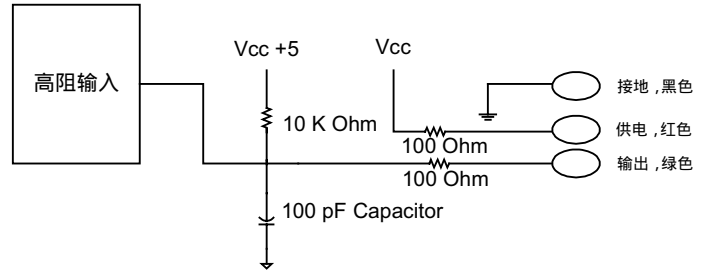 高阻输入
Vcc +5
Vcc
10 K Ohm
接地 ,黑色
供电 ,红色
100 Ohm
输出 ,绿色
100 Ohm
100 pF Capacitor